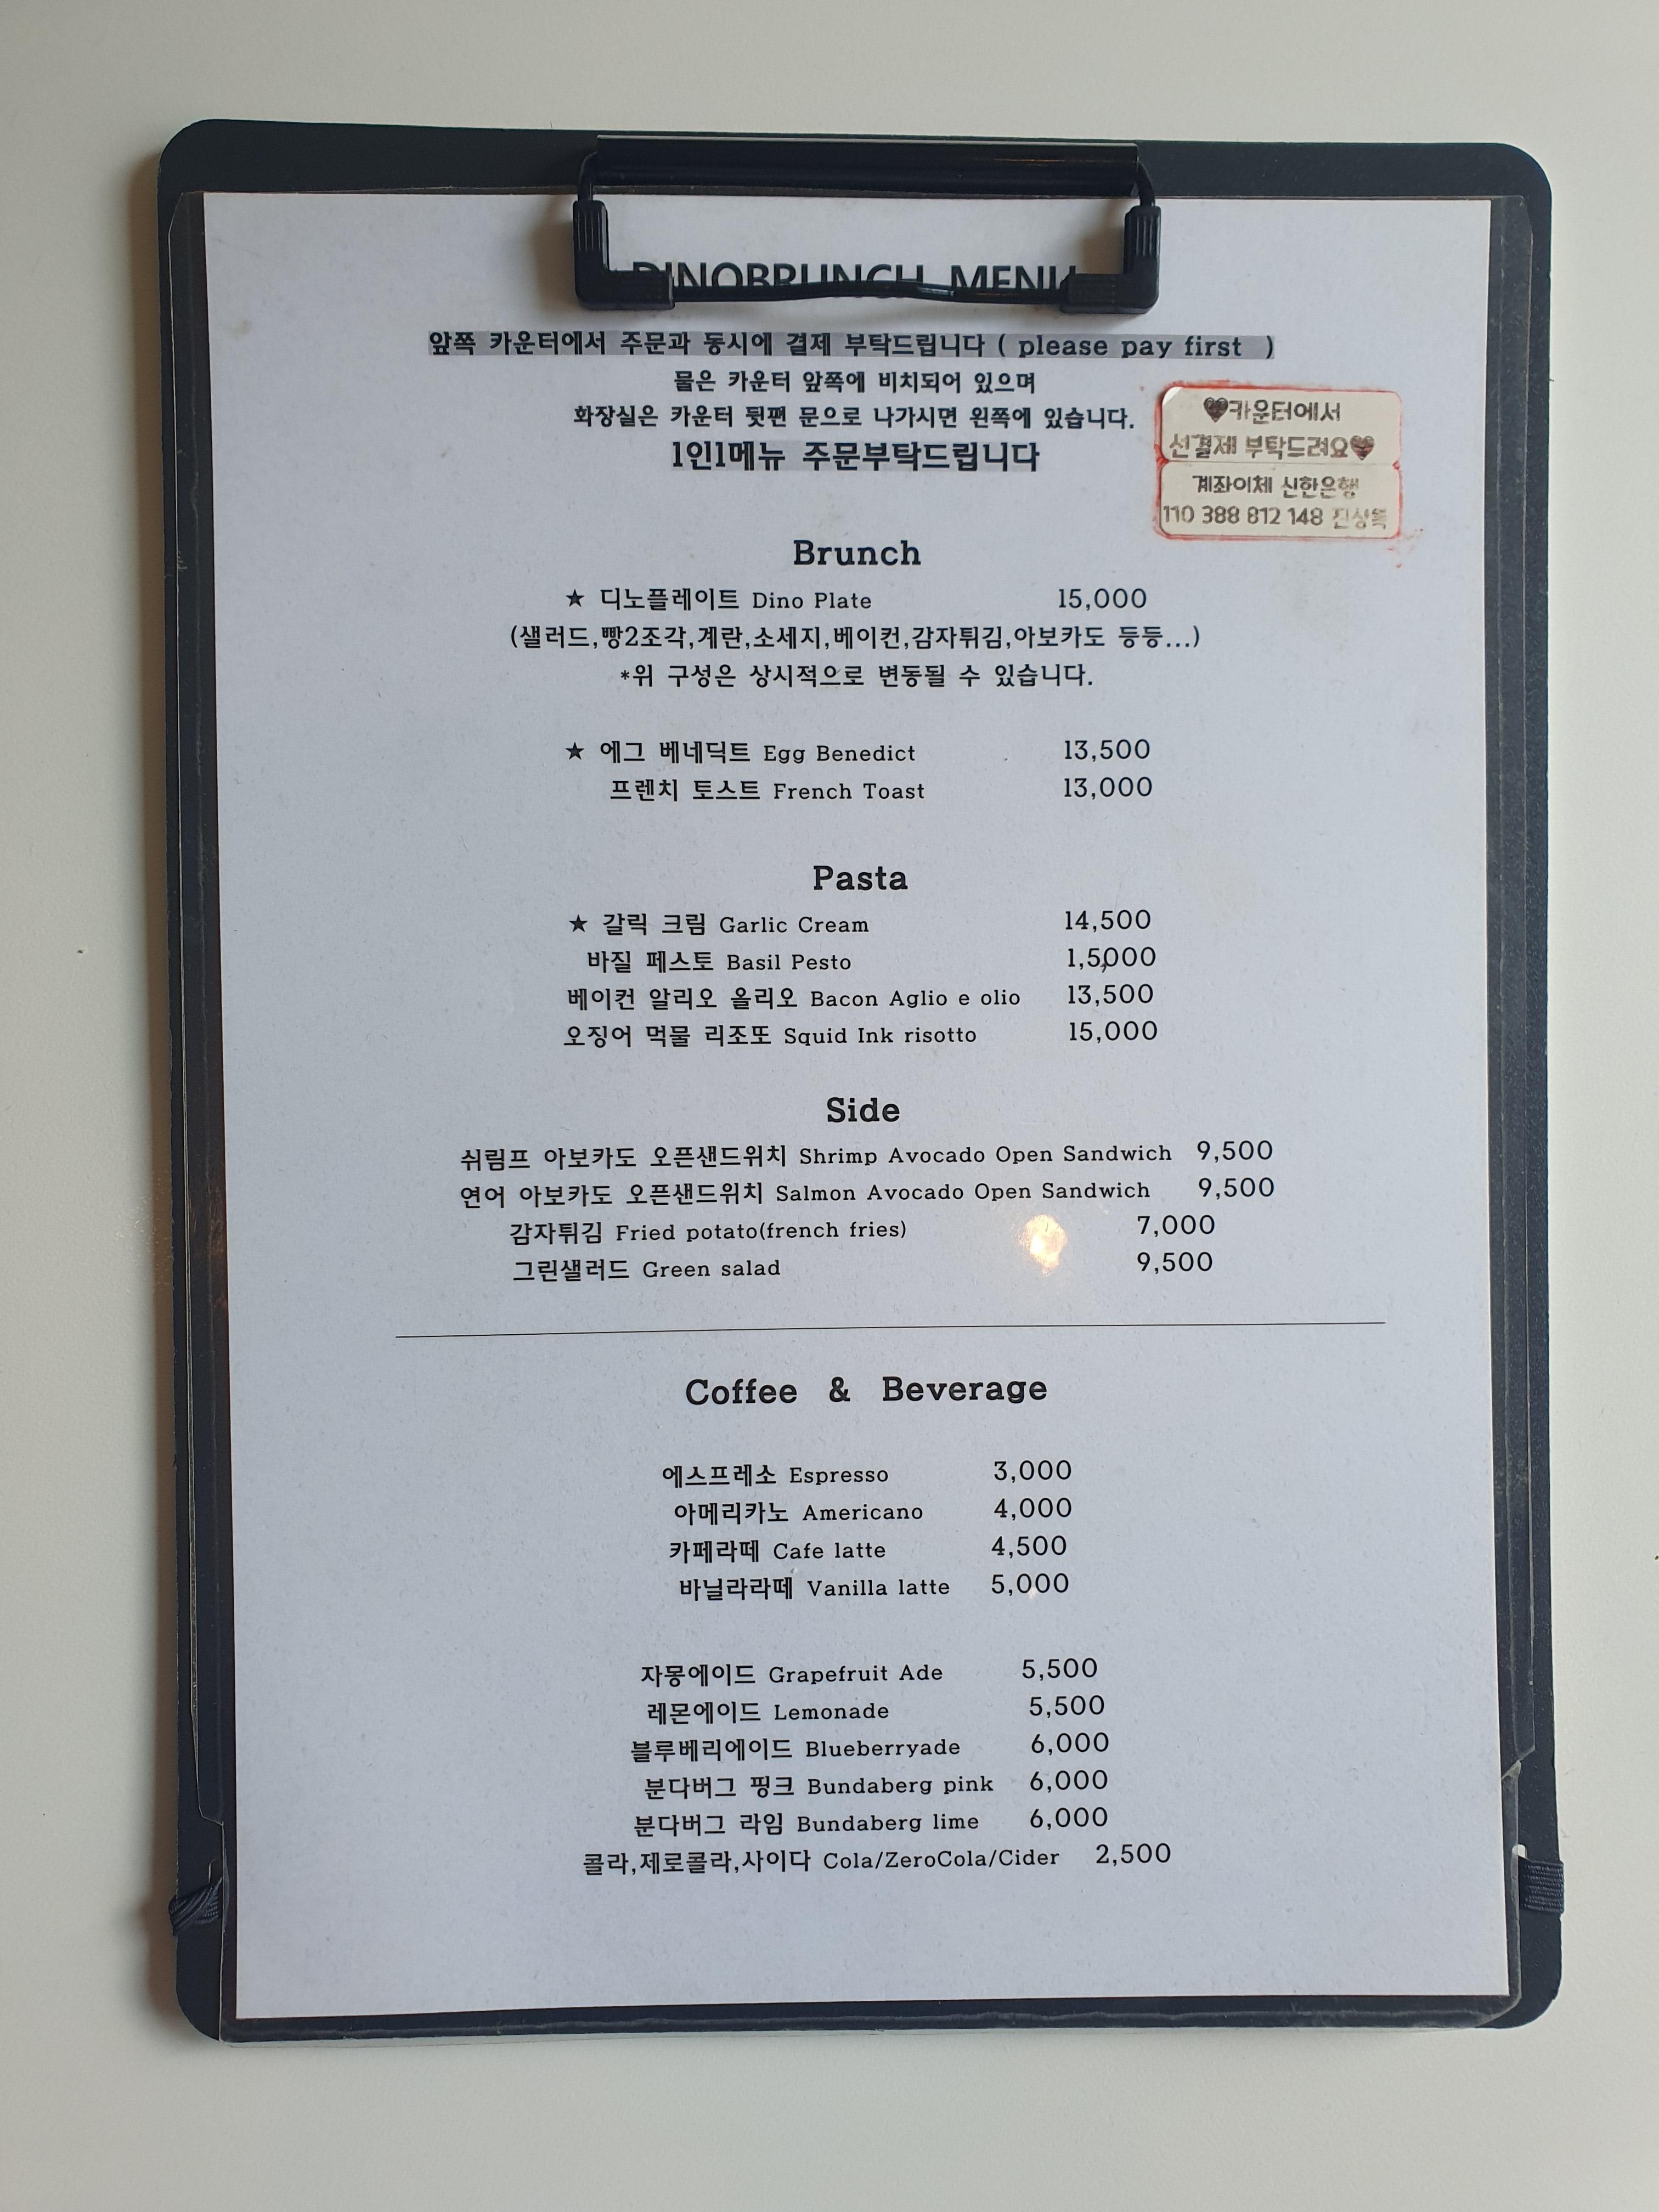 DINOBRUNCH MENU
앞쪽 카운터에서 주문과 동시에 결제 부탁드립니다 ( please pay first )
물은 카운터 앞쪽에 비치되어 있으며
화장실은 카운터 뒷편 문으로 나가시면 왼쪽에 있습니다.
1인1메뉴 주문부탁드립니다
♥카운터에서
선결제 부탁드려요♥
계좌이체 신한은행
110 388 812 148
Brunch
★ 디노플레이트 Dino Plate 15,000
(샐러드,빵2조각,계란,소세지,베이컨,감자튀김,아보카도 등등...)
*위 구성은 상시적으로 변동될 수 있습니다.
★ 에그 베네딕트 Egg Benedict 13,500
프렌치 토스트 French Toast 13,000
Pasta
★ 갈릭 크림 Garlic Cream 14,500
바질 페스토 Basil Pesto 1,5,000
베이컨 알리오 올리오 Bacon Aglio e olio 13,500
오징어 먹물 리조또 Squid Ink risotto 15,000
Side
쉬림프 아보카도 오픈샌드위치 Shrimp Avocado Open Sandwich 9,500
연어 아보카도 오픈샌드위치 Salmon Avocado Open Sandwich 9,500
감자튀김 Fried potato(french fries) 7,000
그린샐러드 Green salad 9,500
Coffee & Beverage
에스프레소 Espresso 3,000
아메리카노 Americano 4,000
카페라떼 Cafe latte 4,500
바닐라라떼 Vanilla latte 5,000
자몽에이드 Grapefruit Ade 5,500
레몬에이드 Lemonade 5,500
블루베리에이드 Blueberryade 6,000
분다버그 핑크 Bundaberg pink 6,000
분다버그 라임 Bundaberg lime 6,000
콜라,제로콜라,사이다 Cola/ZeroCola/Cider 2,500